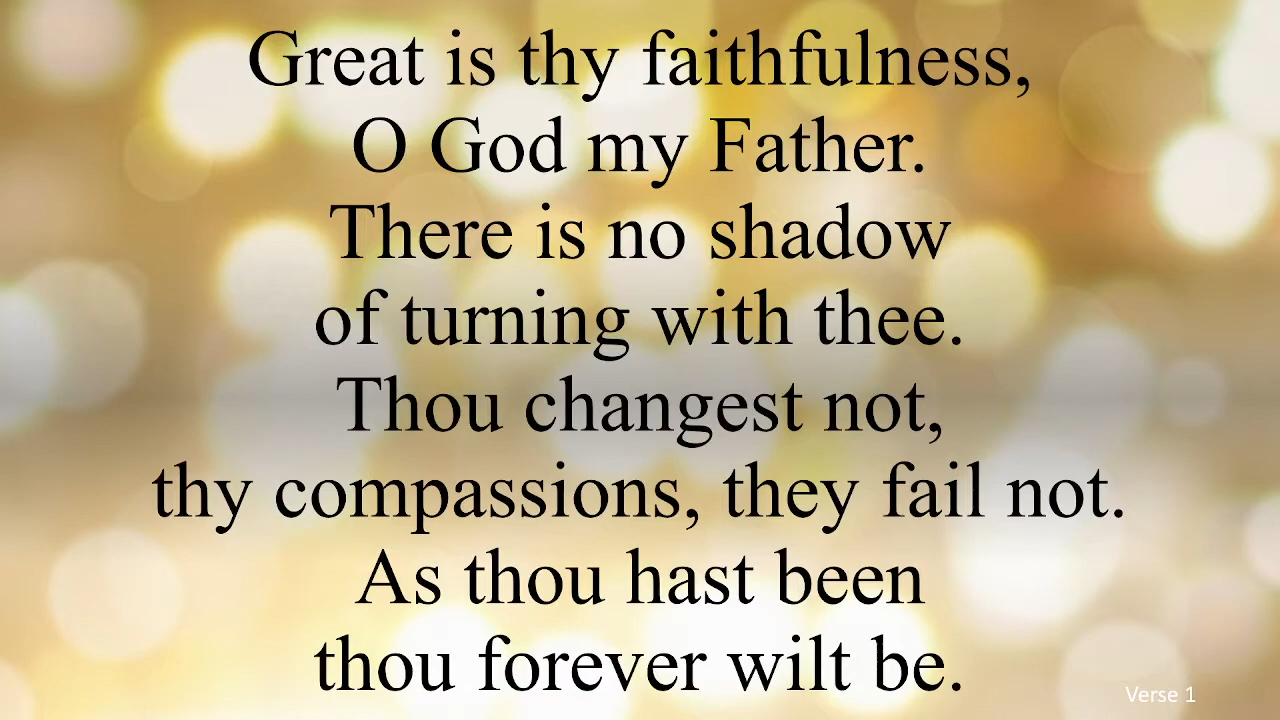 Great is thy faithfulness,
O God my Father.
There is no shadow
of turning with thee.
Thou changest not,
thy compassions, they fail not.
As thou hast been
thou forever wilt be.
Verse 1